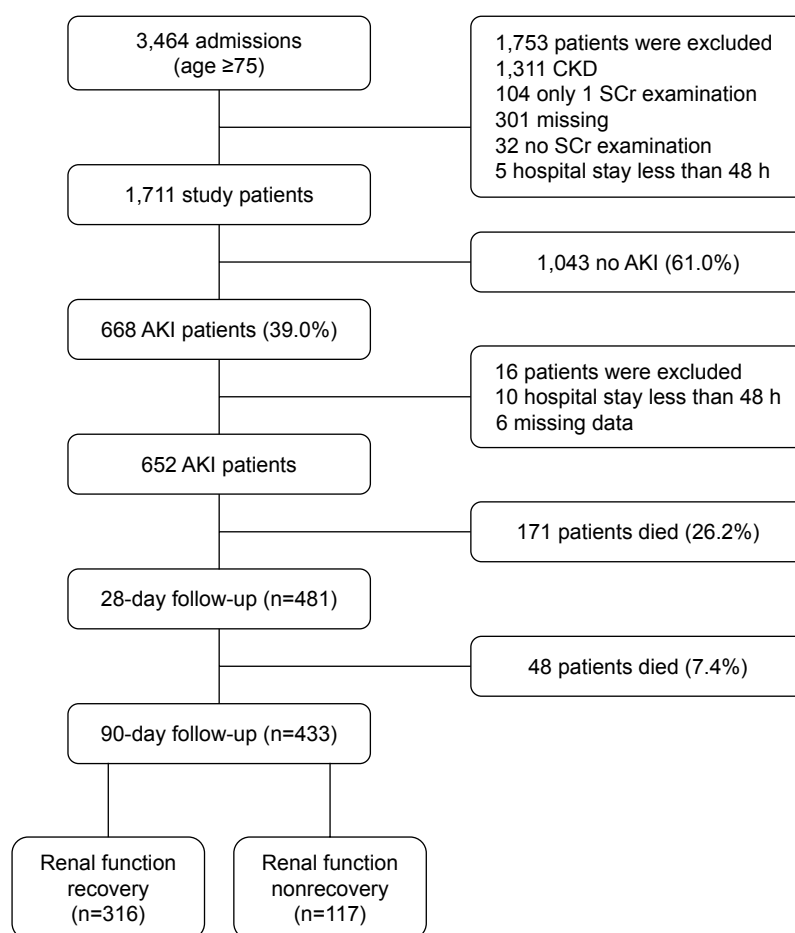 3,464 admissions
(age ≥75)
1,753 patients were excluded
1,311 CKD
104 only 1 SCr examination
301 missing
32 no SCr examination
5 hospital stay less than 48 h
1,711 study patients
1,043 no AKI (61.0%)
668 AKI patients (39.0%)
16 patients were excluded
10 hospital stay less than 48 h
6 missing data
652 AKI patients
171 patients died (26.2%)
28-day follow-up (n=481)
48 patients died (7.4%)
90-day follow-up (n=433)
Renal function
recovery
(n=316)
Renal function
nonrecovery
(n=117)